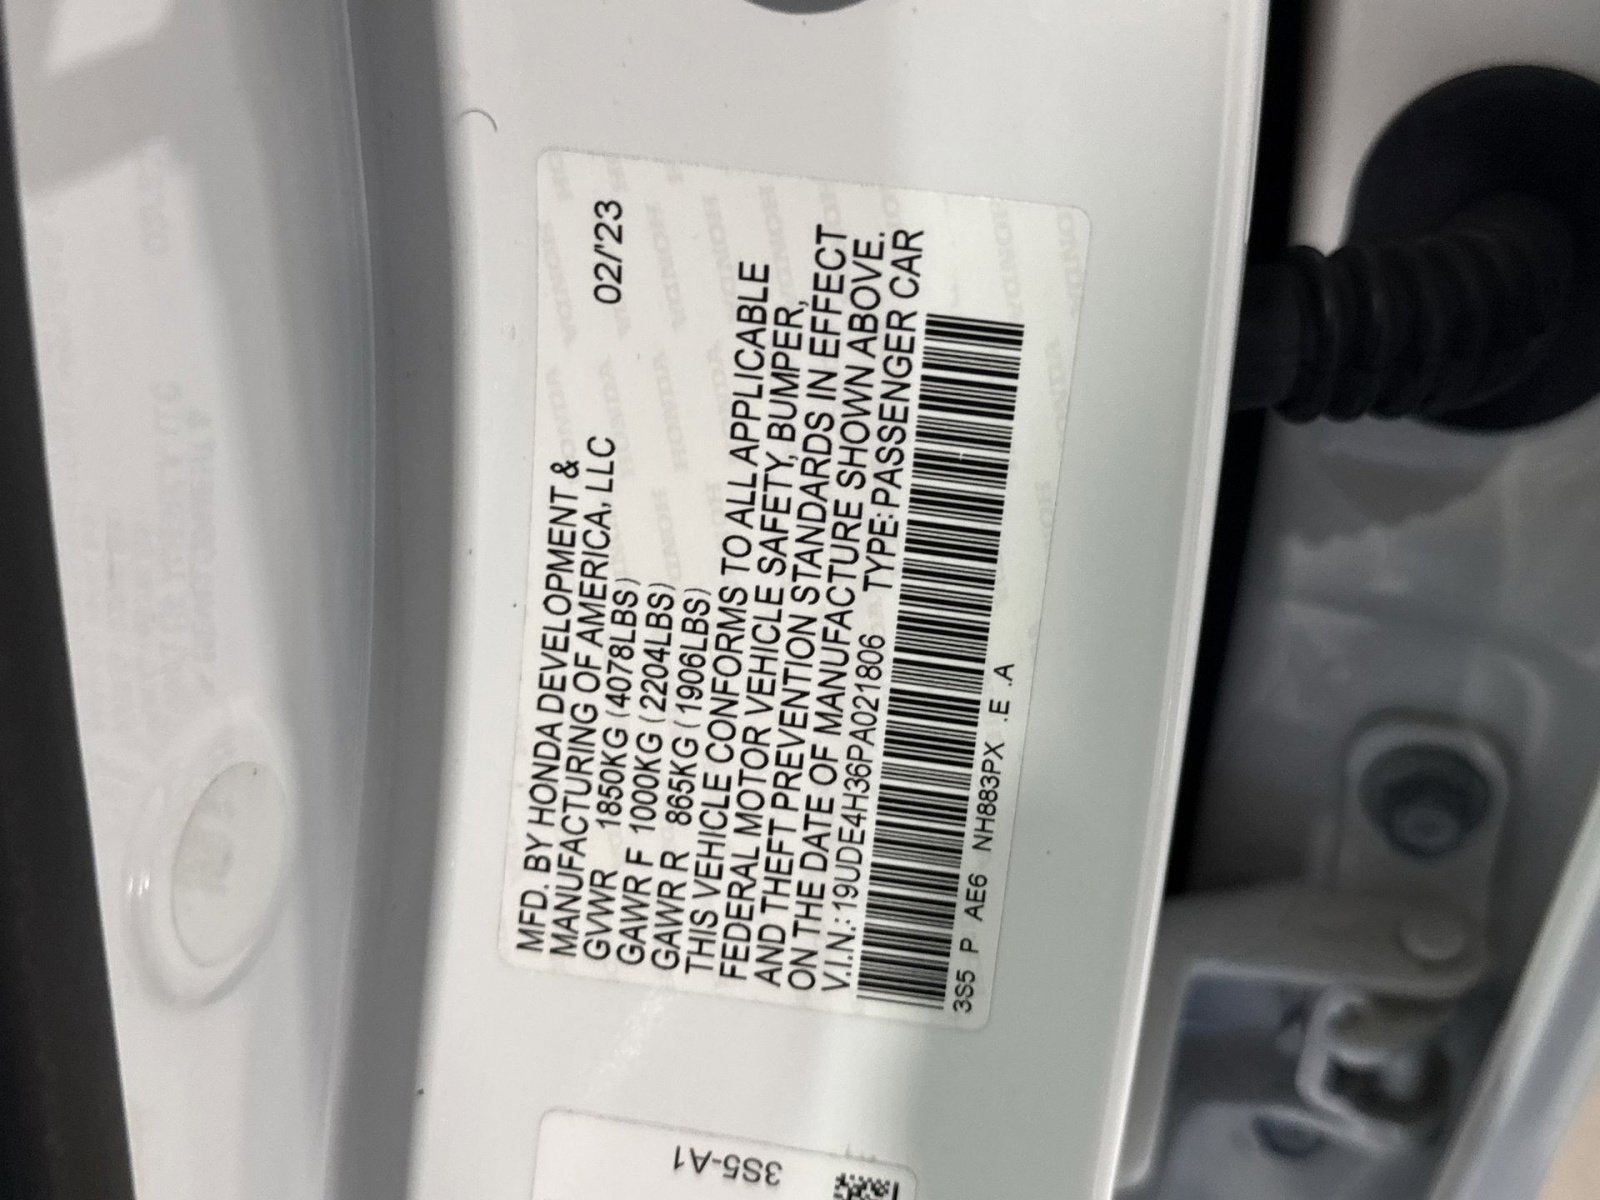 MFD. BY HONDA DEVELOPMENT &
MANUFACTURING OF AMERICA, LLC
GVWR 1850KG (4078LBS) 02/'23
GAWR F 1000KG (2204LBS)
GAWR R 865KG (1906LBS)
THIS VEHICLE CONFORMS TO ALL APPLICABLE
FEDERAL MOTOR VEHICLE SAFETY, BUMPER,
AND THEFT PREVENTION STANDARDS IN EFFECT
ON THE DATE OF MANUFACTURE SHOWN ABOVE.
V.I.N.: 19UDE4H36PA021806 TYPE: PASSENGER CAR
3S5 P AE6 NH883PX .E .A
3S5-A1